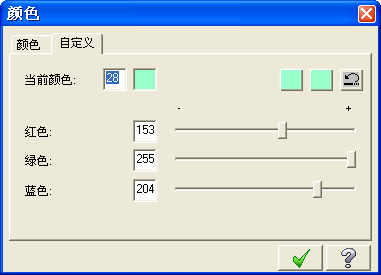 颜色
颜色 自定义
当前颜色: 28
- +
红色: 153
绿色: 255
蓝色: 204